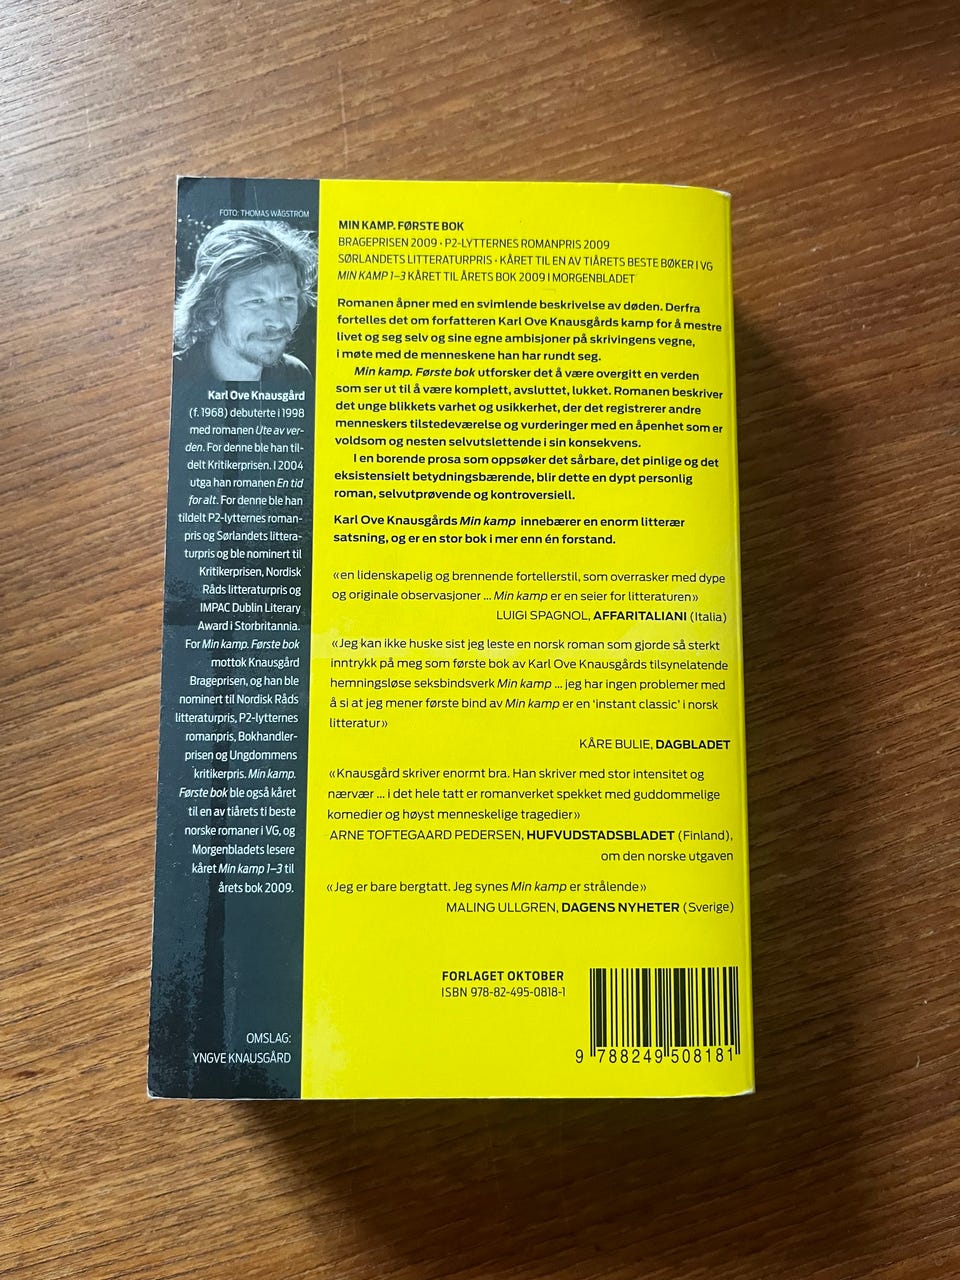 FOTO: THOMAS WÅGSTRÖM
Karl Ove Knausgård
(f. 1968) debuterte i 1998
med romanen Ute av ver-
den. For denne ble han til-
delt Kritikerprisen. I 2004
utga han romanen En tid
for alt. For denne ble han
tildelt P2-lytternes roman-
pris og Sørlandets littera-
turpris og ble nominert til
Kritikerprisen, Nordisk
Råds litteraturpris og
IMPAC Dublin Literary
Award i Storbritannia.
For Min kamp. Første bok
mottok Knausgård
Brageprisen, og han ble
nominert til Nordisk Råds
litteraturpris, P2-lytternes
romanpris, Bokhandler-
prisen og Ungdommens
kritikerpris. Min kamp.
Første bok ble også kåret
til en av tiårets ti beste
norske romaner i VG, og
Morgenbladets lesere
kåret Min kamp 1–3 til
årets bok 2009.
OMSLAG:
YNGVE KNAUSGÅRD
MIN KAMP. FØRSTE BOK
BRAGEPRISEN 2009 · P2-LYTTERNES ROMANPRIS 2009
SØRLANDETS LITTERATURPRIS · KÅRET TIL EN AV TIÅRETS BESTE BØKER I VG
MIN KAMP 1–3 KÅRET TIL ÅRETS BOK 2009 I MORGENBLADET
Romanen åpner med en svimlende beskrivelse av døden. Derfra
fortelles det om forfatteren Karl Ove Knausgårds kamp for å mestre
livet og seg selv og sine egne ambisjoner på skrivingens vegne,
i møte med de menneskene han har rundt seg.
Min kamp. Første bok utforsker det å være overgitt en verden
som ser ut til å være komplett, avsluttet, lukket. Romanen beskriver
det unge blikkets varhet og usikkerhet, der det registrerer andre
menneskers tilstedeværelse og vurderinger med en åpenhet som er
voldsom og nesten selvutslettende i sin konsekvens.
I en borende prosa som oppsøker det sårbare, det pinlige og det
eksistensielt betydningsbærende, blir dette en dypt personlig
roman, selvutprøvende og kontroversiell.
Karl Ove Knausgårds Min kamp innebærer en enorm litterær
satsning, og er en stor bok i mer enn én forstand.
«en lidenskapelig og brennende fortellerstil, som overrasker med dype
og originale observasjoner ... Min kamp er en seier for litteraturen»
LUIGI SPAGNOL, AFFARITALIANI (Italia)
«Jeg kan ikke huske sist jeg leste en norsk roman som gjorde så sterkt
inntrykk på meg som første bok av Karl Ove Knausgårds tilsynelatende
hemningsløse seksbindsverk Min kamp ... jeg har ingen problemer med
å si at jeg mener første bind av Min kamp er en 'instant classic' i norsk
litteratur»
KÅRE BULIE, DAGBLADET
«Knausgård skriver enormt bra. Han skriver med stor intensitet og
nærvær ... i det hele tatt er romanverket spekket med guddommelige
komedier og høyst menneskelige tragedier»
ARNE TOFTEGAARD PEDERSEN, HUFVUDSTADSBLADET (Finland),
om den norske utgaven
«Jeg er bare bergtatt. Jeg synes Min kamp er strålende»
MALING ULLGREN, DAGENS NYHETER (Sverige)
FORLAGET OKTOBER
ISBN 978-82-495-0818-1
9 788249 508181